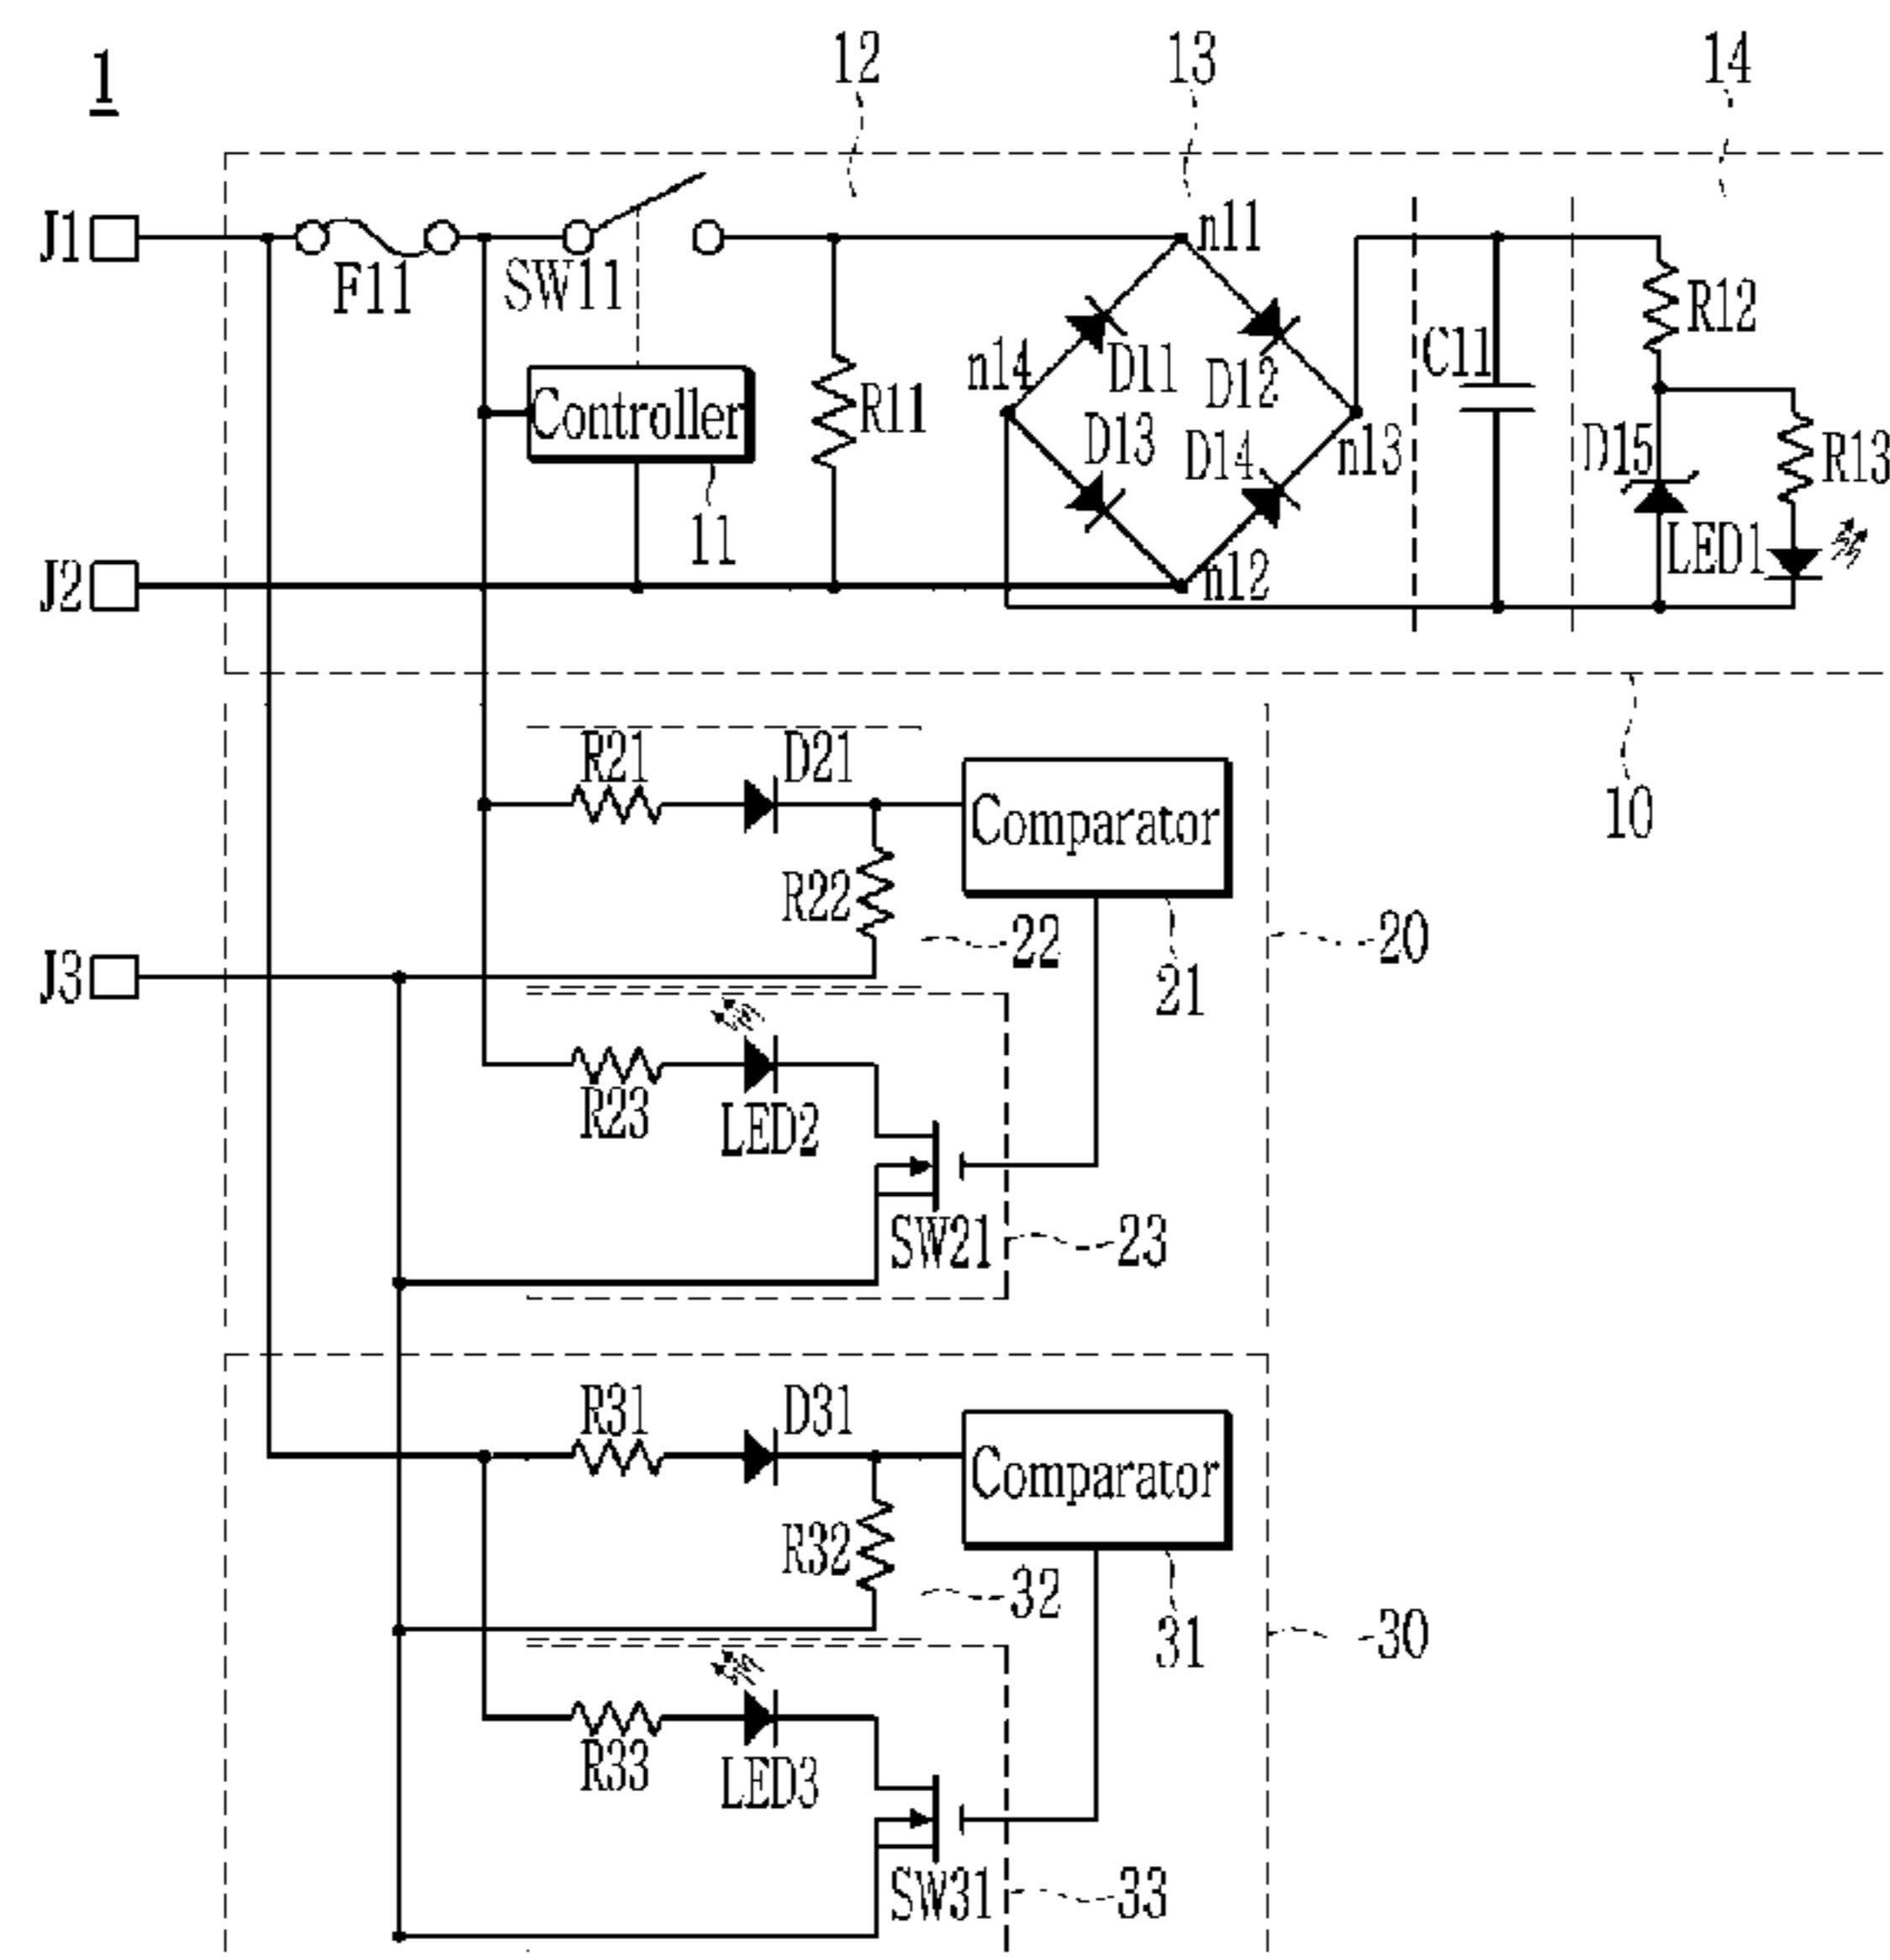 1
12
13
14
J1
F11
SW11
n11
R12
n14
D11
D12
C11
Controller
R11
D13
D14
n13
D15
R13
11
LED1
J2
n12
10
R21
D21
Comparator
R22
22
21
20
J3
R23
LED2
SW21
23
R31
D31
Comparator
R32
32
31
30
R33
LED3
SW31
33